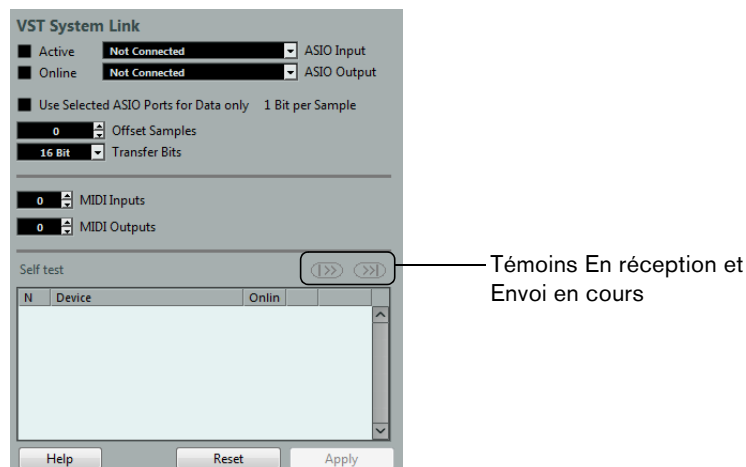 VST System Link
Active Not Connected ASIO Input
Online Not Connected ASIO Output
Use Selected ASIO Ports for Data only 1 Bit per Sample
0 Offset Samples
16 Bit Transfer Bits
0 MIDI Inputs
0 MIDI Outputs
Self test
Témoins En réception et
Envoi en cours
N Device Onlin
Help Reset Apply